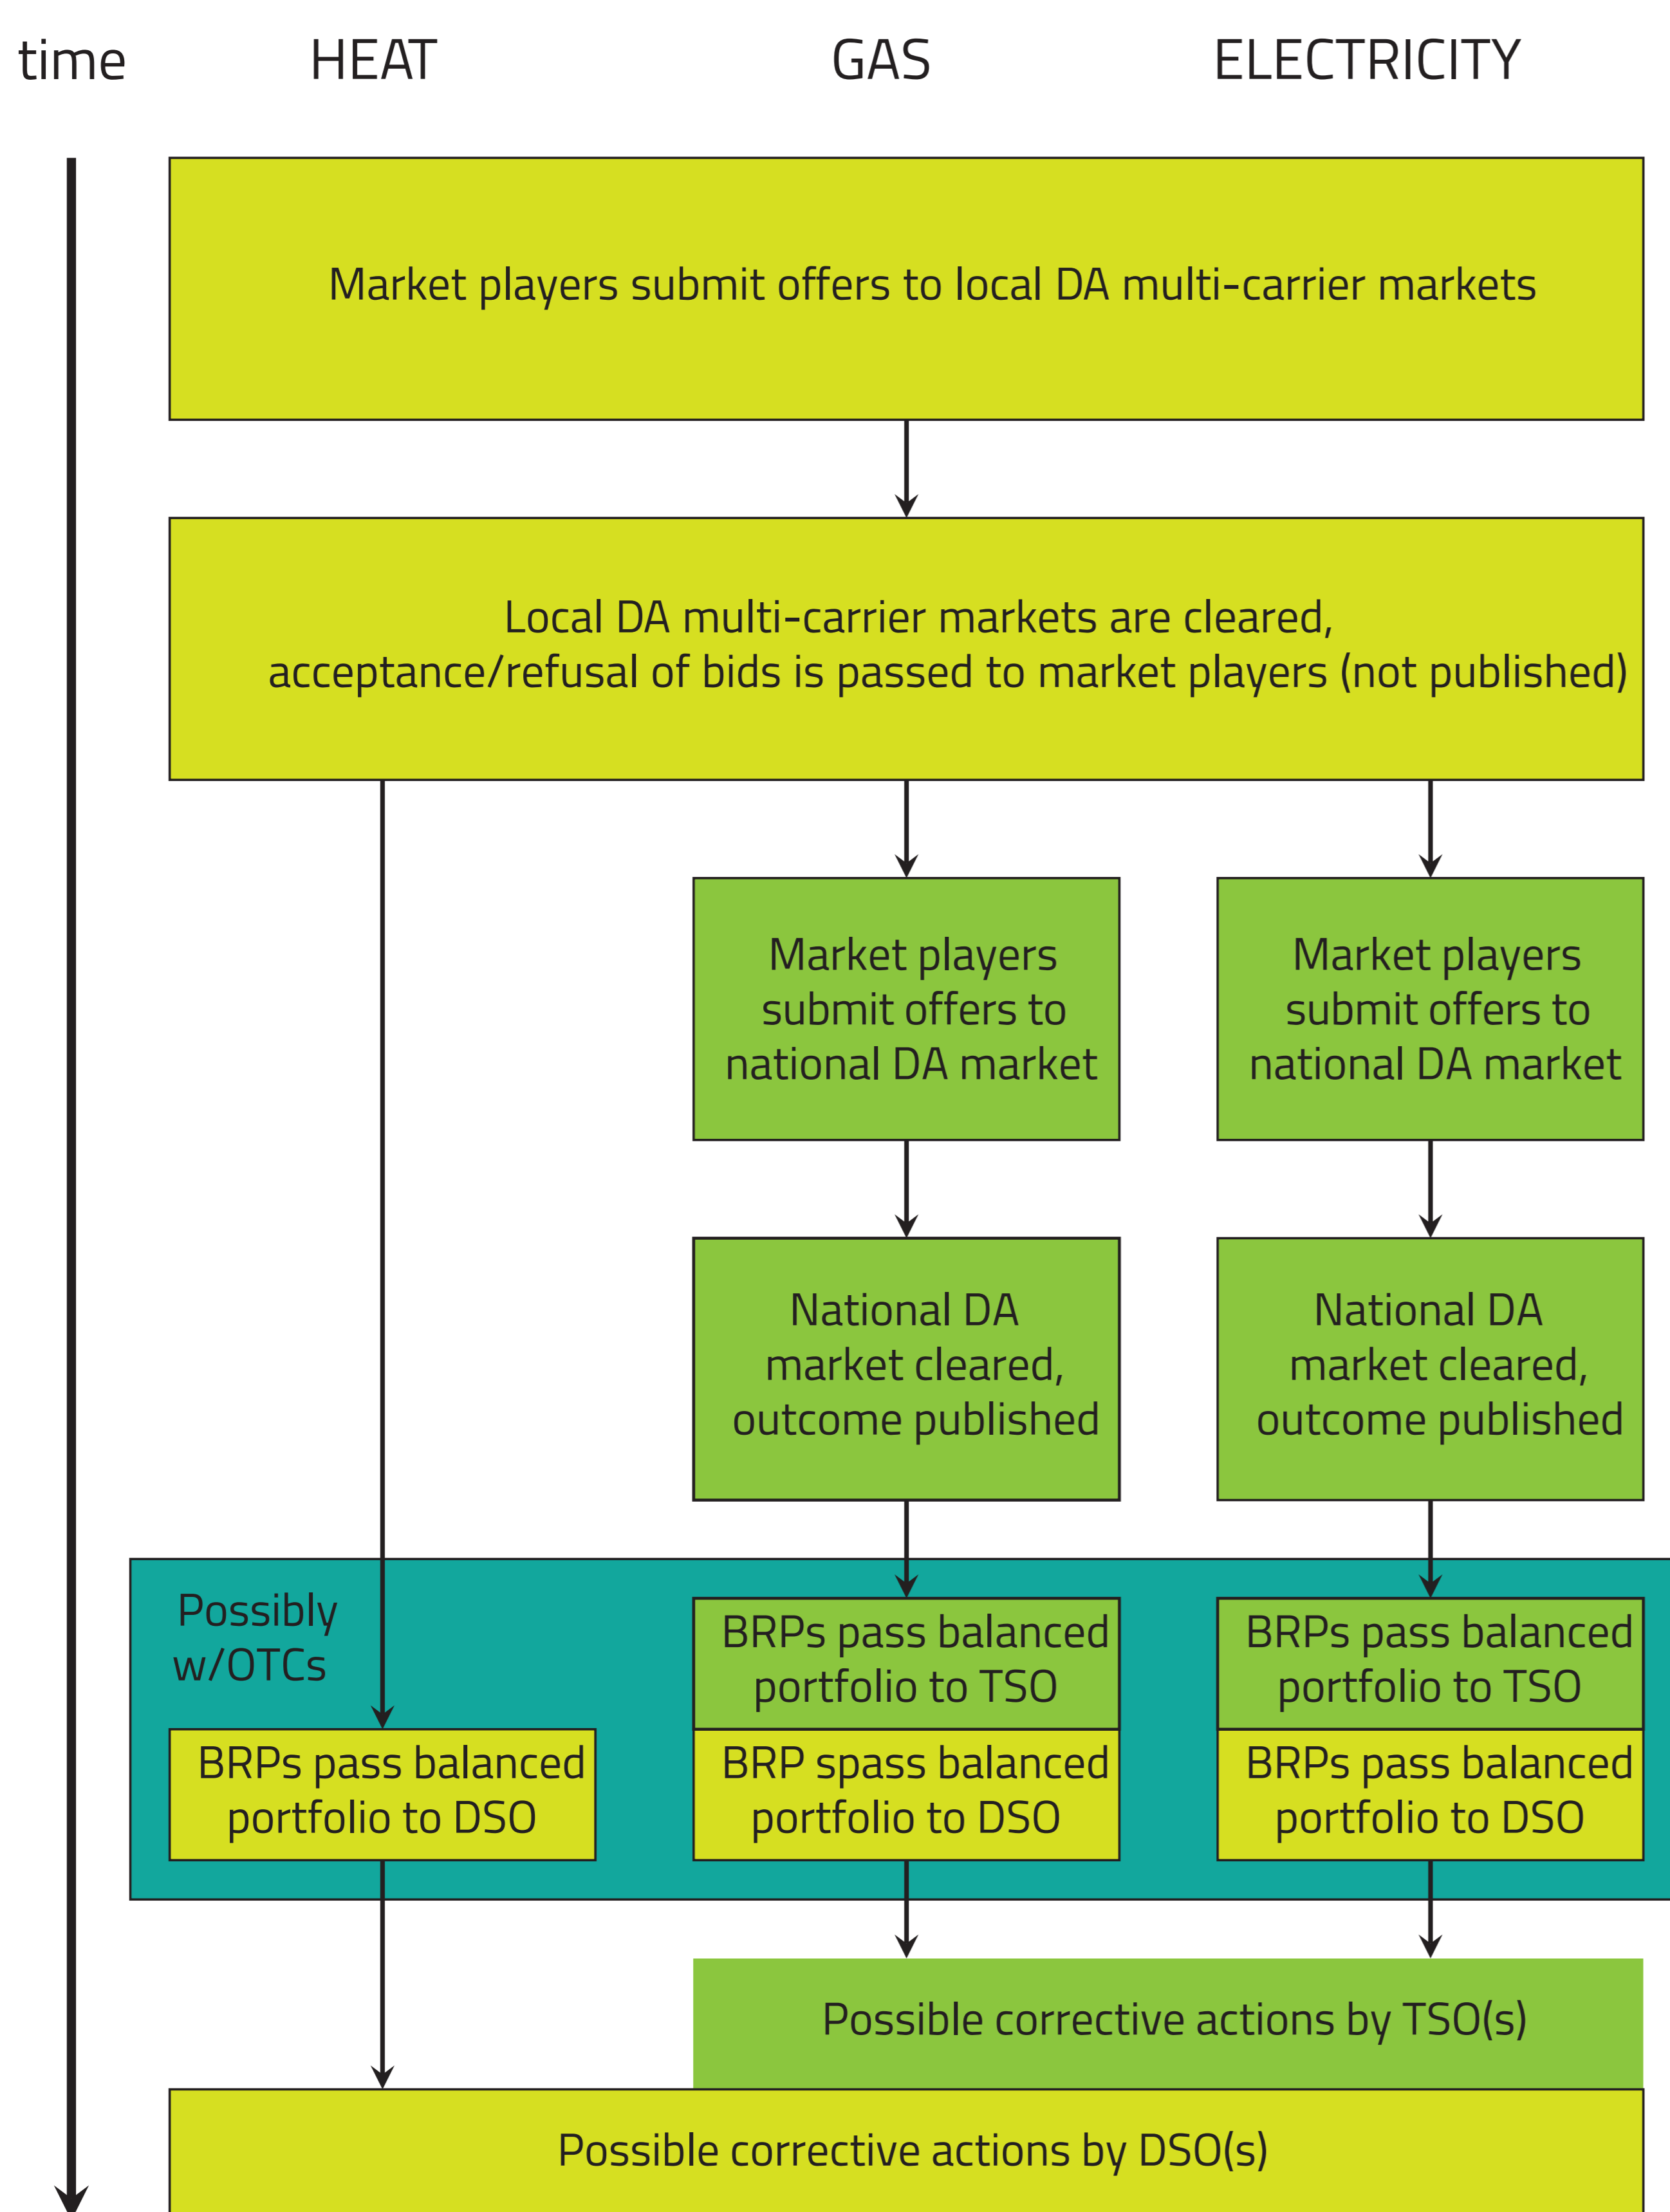 time
HEAT
GAS
ELECTRICITY
Market players submit offers to local DA multi-carrier markets
Local DA multi-carrier markets are cleared,
acceptance/refusal of bids is passed to market players (not published)
Market players
submit offers to
national DA market
Market players
submit offers to
national DA market
National DA
market cleared,
outcome published
National DA
market cleared,
outcome published
Possibly
w/OTCs
BRPs pass balanced
portfolio to TSO
BRPs pass balanced
portfolio to TSO
BRPs pass balanced
portfolio to DSO
BRP spass balanced
portfolio to DSO
BRPs pass balanced
portfolio to DSO
Possible corrective actions by TSO(s)
Possible corrective actions by DSO(s)